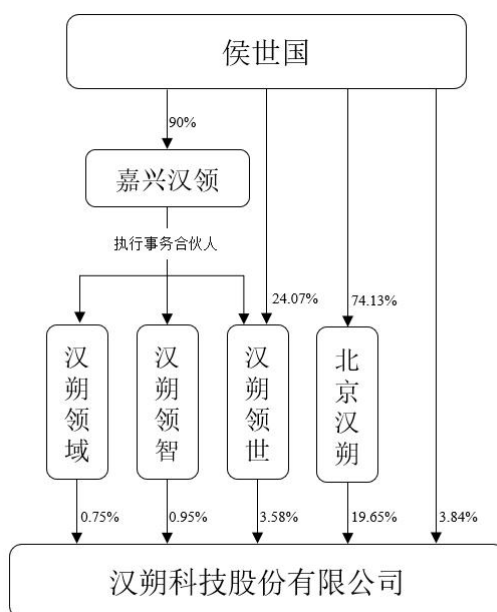 侯世国
90%
嘉兴汉领
执行事务合伙人
24.07%
74.13%
汉朔领域
汉朔领智
汉朔领世
北京汉朔
0.75%
0.95%
3.58%
19.65%
3.84%
汉朔科技股份有限公司